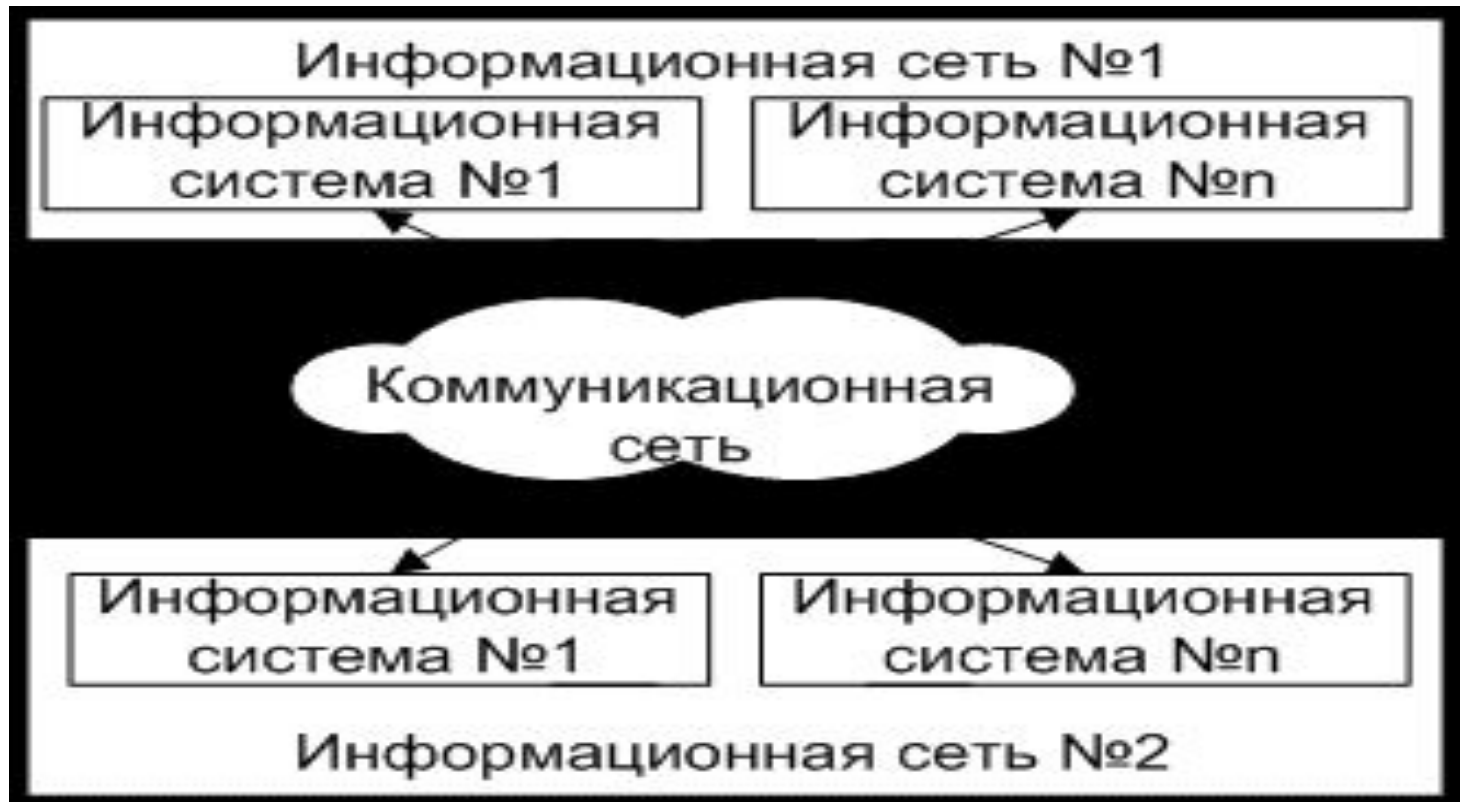 Информационная сеть №1
Информационная
система №1
Информационная
система №n
Коммуникационная
сеть
Информационная
система №1
Информационная
система №n
Информационная сеть №2